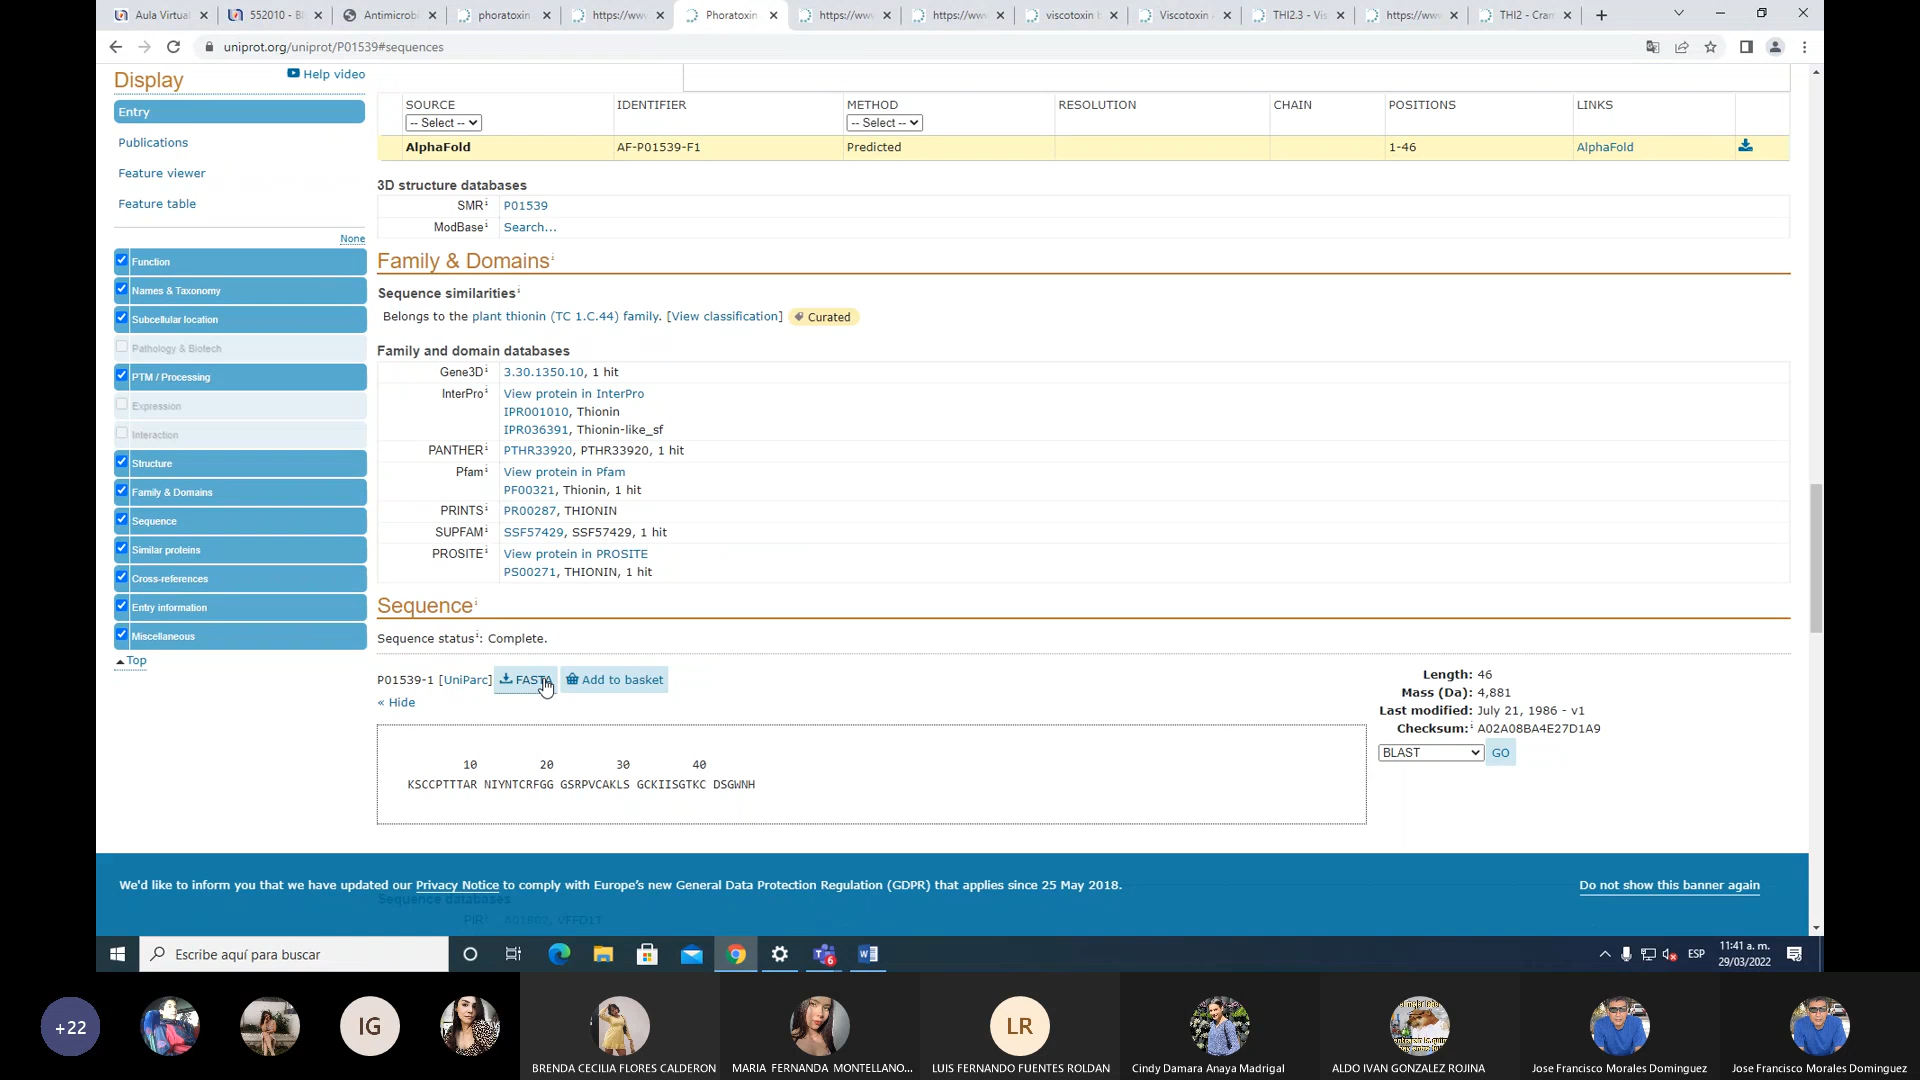 Aula Virtua
552010 - B
Antimicrob
phoratoxin
https://ww
Phoratoxin
https://ww
https://ww
viscotoxin b
Viscotoxin
THI2.3 - Vis
https://ww
THI2 - Cram
uniprot.org/uniprot/P01539#sequences
Display
Help video
Entry
Publications
Feature viewer
Feature table
None
Function
Names & Taxonomy
Subcellular location
Pathology & Biotech
PTM / Processing
Expression
Interaction
Structure
Family & Domains
Sequence
Similar proteins
Cross-references
Entry information
Miscellaneous
Top
SOURCE IDENTIFIER METHOD RESOLUTION CHAIN POSITIONS LINKS
-- Select -- -- Select --
AlphaFold AF-P01539-F1 Predicted 1-46 AlphaFold
3D structure databases
SMR i P01539
ModBase i Search...
Family & Domains i
Sequence similarities i
Belongs to the plant thionin (TC 1.C.44) family. [View classification] Curated
Family and domain databases
Gene3D i 3.30.1350.10, 1 hit
InterPro i View protein in InterPro
IPR001010, Thionin
IPR036391, Thionin-like_sf
PANTHER i PTHR33920, PTHR33920, 1 hit
Pfam i View protein in Pfam
PF00321, Thionin, 1 hit
PRINTS i PR00287, THIONIN
SUPFAM i SSF57429, SSF57429, 1 hit
PROSITE i View protein in PROSITE
PS00271, THIONIN, 1 hit
Sequence i
Sequence status i: Complete.
P01539-1 [UniParc] FASTA Add to basket
« Hide
10 20 30 40
KSCCPTTTAR NIYNTCRFGG GSRPVCAKLS GCKIISGTKC DSGWNH
Length: 46
Mass (Da): 4,881
Last modified: July 21, 1986 - v1
Checksum: i A02A08BA4E27D1A9
BLAST GO
We'd like to inform you that we have updated our Privacy Notice to comply with Europe's new General Data Protection Regulation (GDPR) that applies since 25 May 2018.
Do not show this banner again
Sequence databases
PIR i A01802, VFFD1T
Escribe aquí para buscar
6
ESP
11:41 a. m.
29/03/2022
+22
IG
BRENDA CECILIA FLORES CALDERON
MARIA FERNANDA MONTELLANO...
LR
LUIS FERNANDO FUENTES ROLDAN
Cindy Damara Anaya Madrigal
ALDO IVAN GONZALEZ ROJINA
Jose Francisco Morales Dominguez
Jose Francisco Morales Dominguez